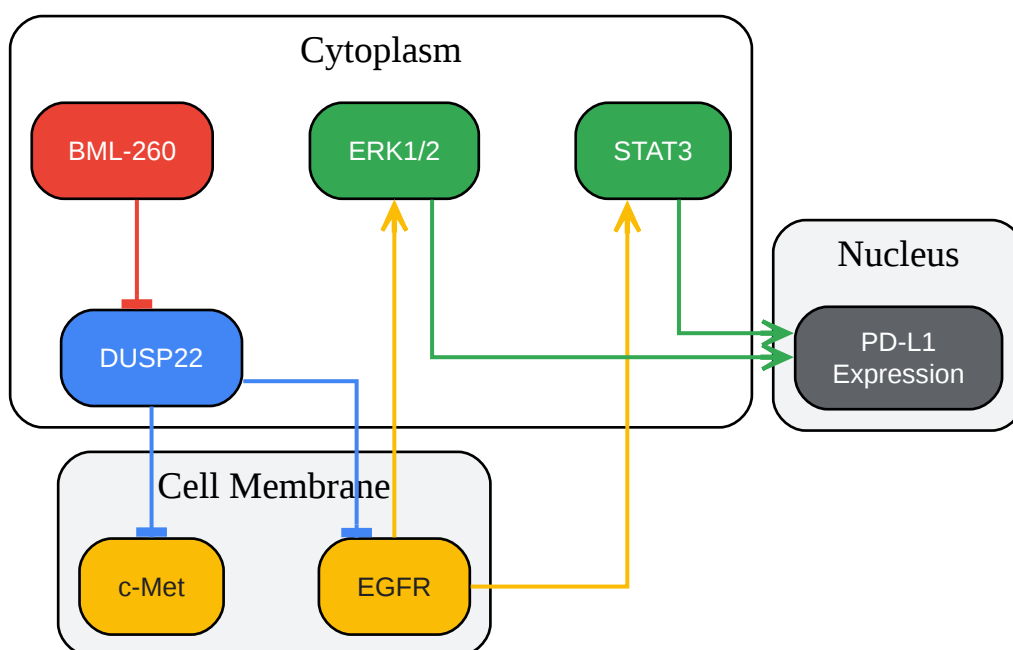 Cytoplasm
BML-260
ERK1/2
STAT3
Nucleus
DUSP22
PD-L1
Expression
Cell Membrane
c-Met
EGFR